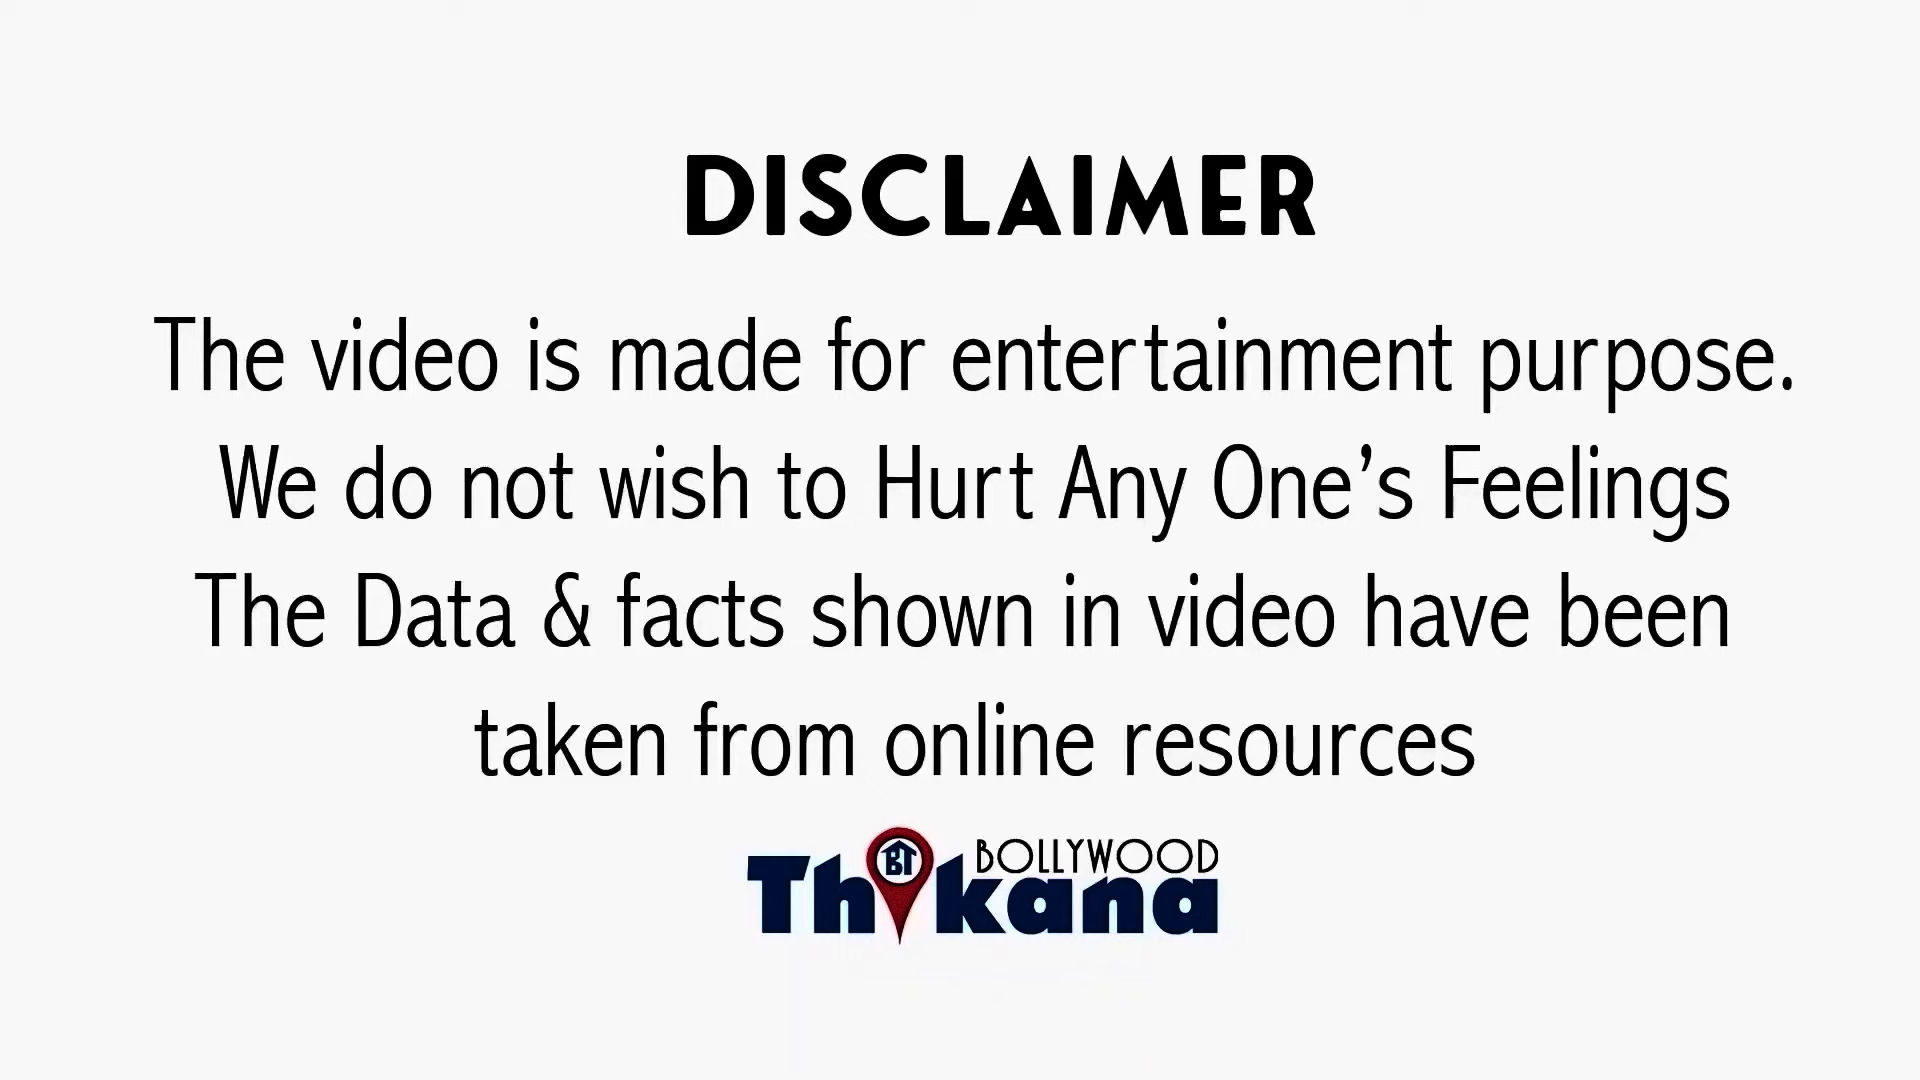 DISCLAIMER
The video is made for entertainment purpose.
We do not wish to Hurt Any One’s Feelings
The Data & facts shown in video have been
taken from online resources
BT
BOLLYWOOD
Thikana